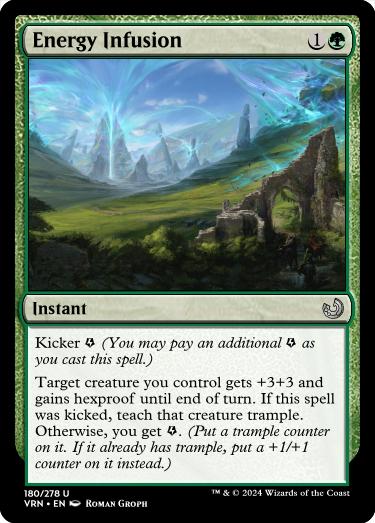 Energy Infusion 1
Instant
Kicker (You may pay an additional as
you cast this spell.)
Target creature you control gets +3+3 and
gains hexproof until end of turn. If this spell
was kicked, teach that creature trample.
Otherwise, you get . (Put a trample counter
on it. If it already has trample, put a +1/+1
counter on it instead.)
180/278 U
VRN • EN Roman Groph
™ & © 2024 Wizards of the Coast